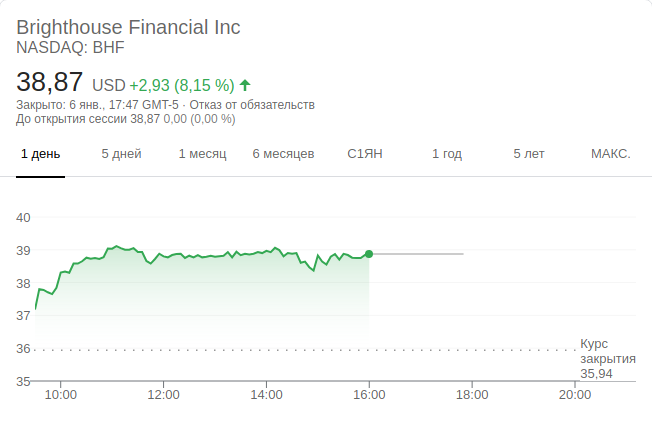 Brighthouse Financial Inc
NASDAQ: BHF
38,87 USD +2,93 (8,15 %)
Закрыто: 6 янв., 17:47 GMT-5 · Отказ от обязательств
До открытия сессии 38,87 0,00 (0,00 %)
1 день 5 дней 1 месяц 6 месяцев С1ЯН 1 год 5 лет МАКС.
40
39
38
37
36
Курс
закрытия
35,94
35
10:00 12:00 14:00 16:00 18:00 20:00